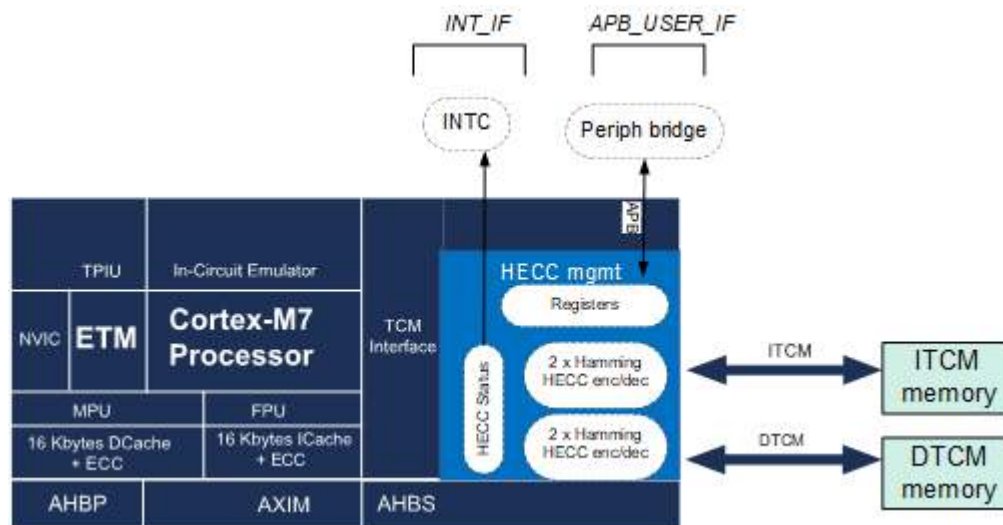 INT_IF
APB_USER_IF
INTC
Periph bridge
APB
TPIU
In-Circuit Emulator
HECC mgmt
Registers
NVIC
ETM
Cortex-M7
Processor
TCM
Interface
HECC Status
2 x Hamming
HECC enc/dec
2 x Hamming
HECC enc/dec
ITCM
ITCM
memory
DTCM
DTCM
memory
MPU
FPU
16 Kbytes DCache
+ ECC
16 Kbytes ICache
+ ECC
AHBP
AXIM
AHBS